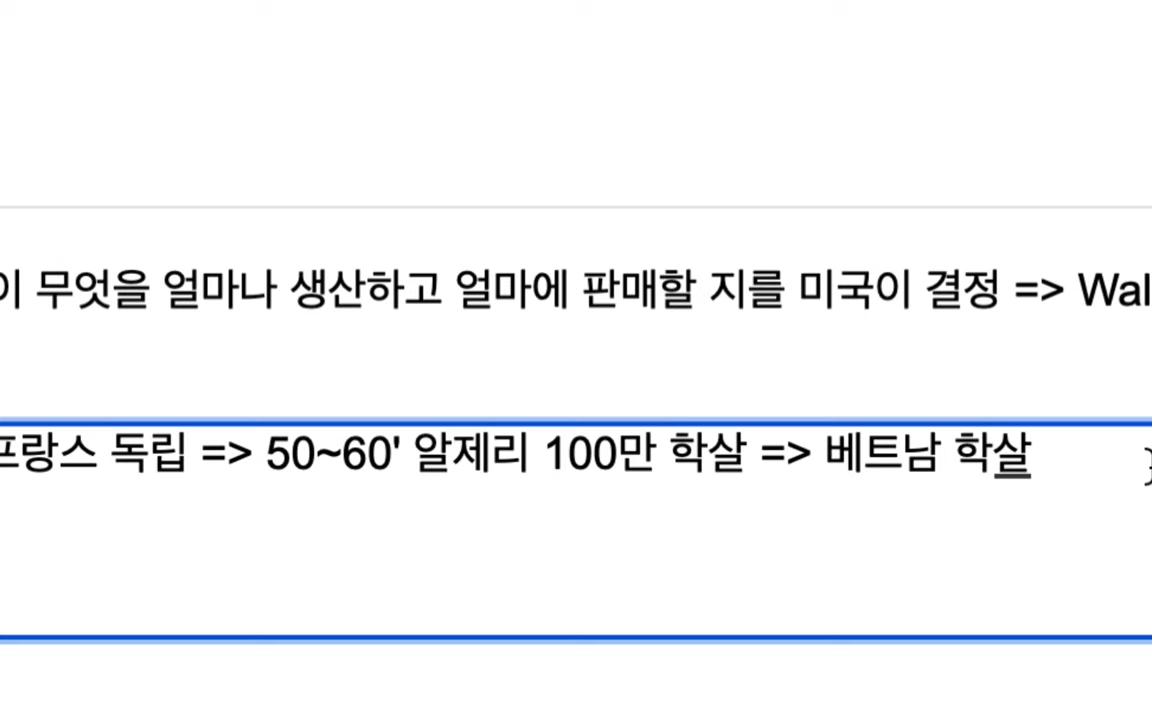 이 무엇을 얼마나 생산하고 얼마에 판매할 지를 미국이 결정 => Wal
프랑스 독립 => 50~60' 알제리 100만 학살 => 베트남 학살